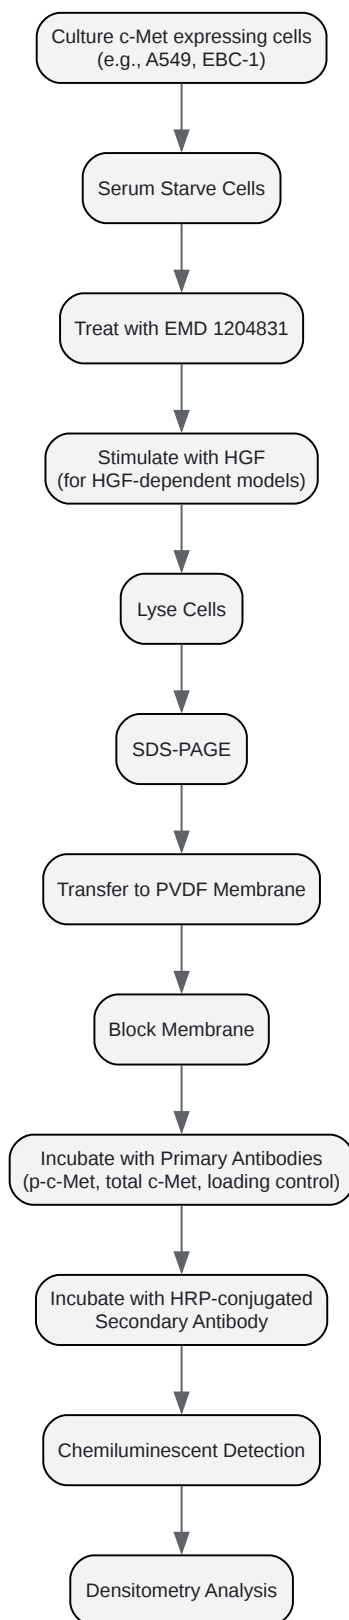 Culture c-Met expressing cells
(e.g., A549, EBC-1)
Serum Starve Cells
Treat with EMD 1204831
Stimulate with HGF
(for HGF-dependent models)
Lyse Cells
SDS-PAGE
Transfer to PVDF Membrane
Block Membrane
Incubate with Primary Antibodies
(p-c-Met, total c-Met, loading control)
Incubate with HRP-conjugated
Secondary Antibody
Chemiluminescent Detection
Densitometry Analysis